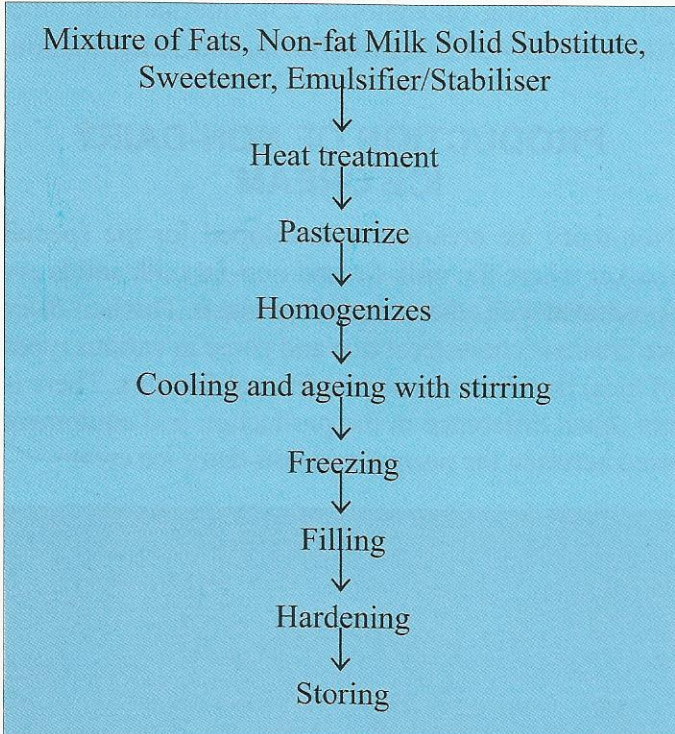 Mixture of Fats, Non-fat Milk Solid Substitute,
Sweetener, Emulsifier/Stabiliser
Heat treatment
Pasteurize
Homogenizes
Cooling and ageing with stirring
Freezing
Filling
Hardening
Storing